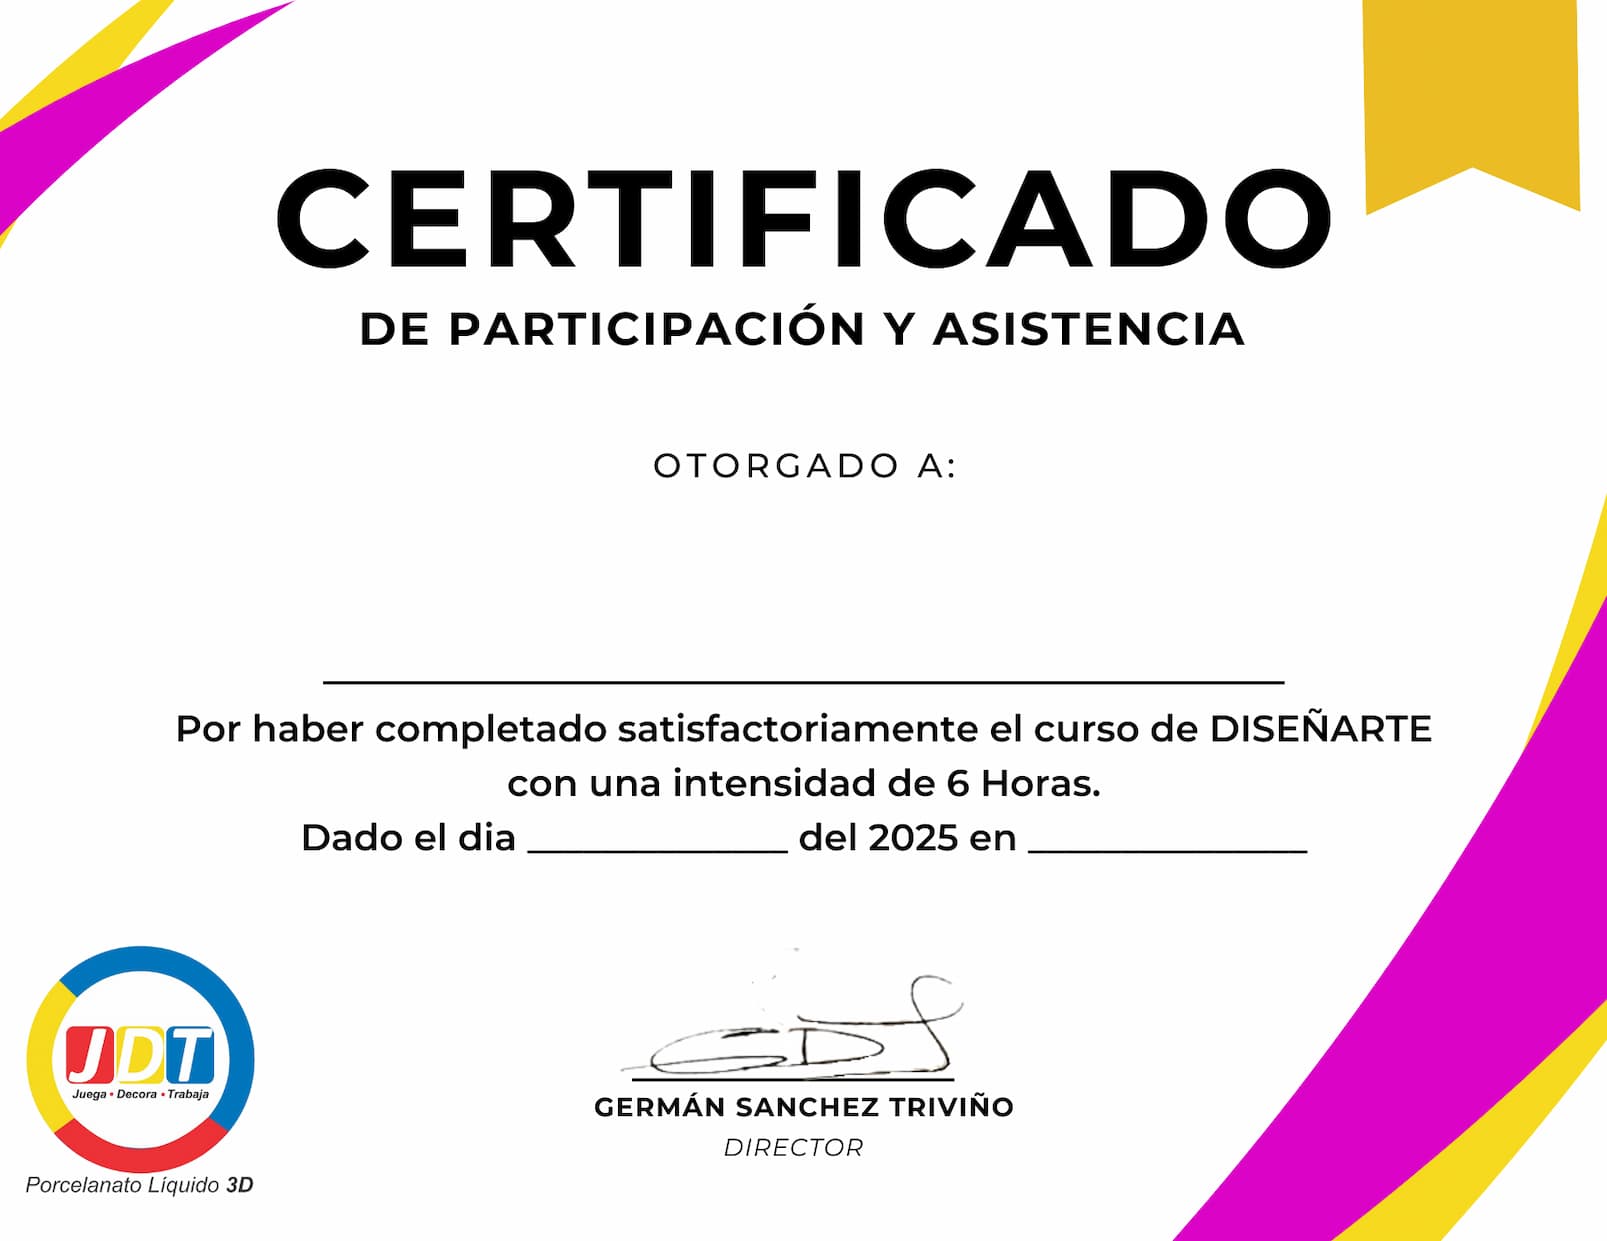 CERTIFICADO
DE PARTICIPACIÓN Y ASISTENCIA
OTORGADO A:
Por haber completado satisfactoriamente el curso de DISEÑARTE
con una intensidad de 6 Horas.
Dado el dia ______________ del 2025 en _______________
GERMÁN SANCHEZ TRIVIÑO
DIRECTOR
JDT
Juega • Decora • Trabaja
Porcelanato Líquido 3D